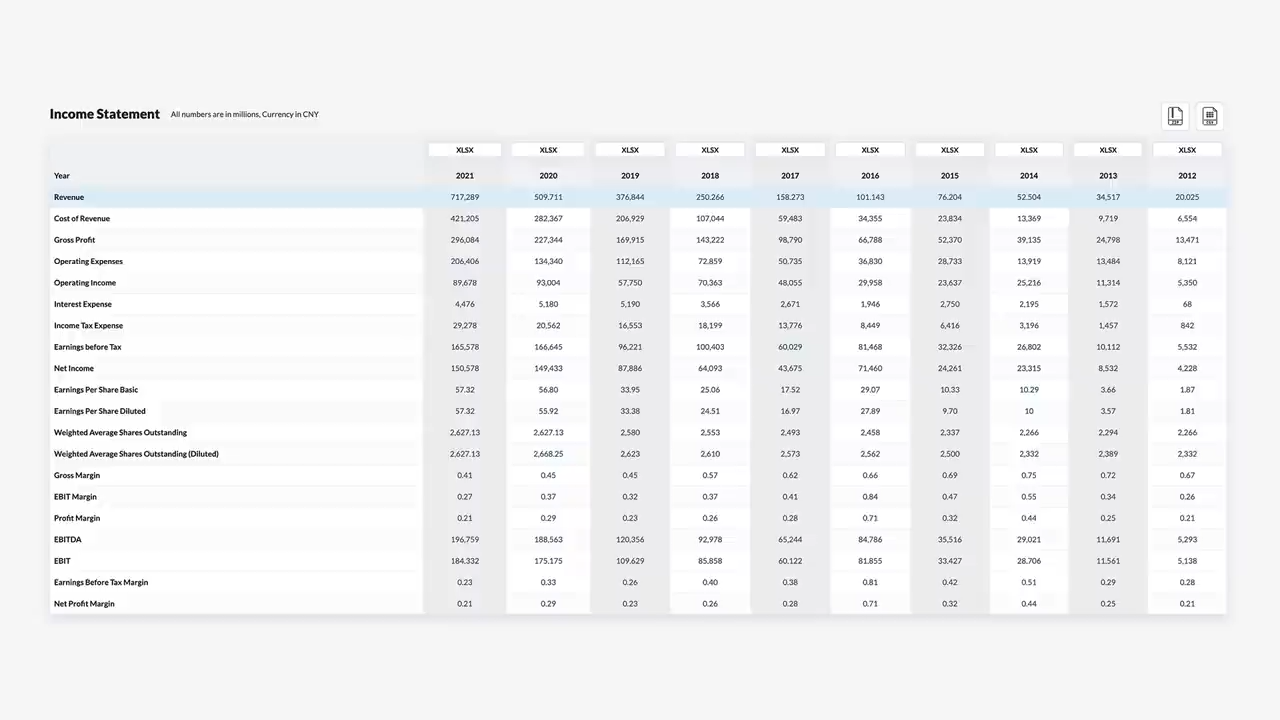 Income Statement All numbers are in millions, Currency in CNY
XLSX XLSX XLSX XLSX XLSX XLSX XLSX XLSX XLSX XLSX
Year 2021 2020 2019 2018 2017 2016 2015 2014 2013 2012
Revenue 717,289 509,711 376,844 250,266 158,273 101,143 76,204 52,504 34,517 20,025
Cost of Revenue 421,205 282,367 206,929 107,044 59,483 34,355 23,834 13,369 9,719 6,554
Gross Profit 296,084 227,344 169,915 143,222 98,790 66,788 52,370 39,135 24,798 13,471
Operating Expenses 206,406 134,340 112,165 72,859 50,735 36,830 28,733 13,919 13,484 8,121
Operating Income 89,678 93,004 57,750 70,363 48,055 29,958 23,637 25,216 11,314 5,350
Interest Expense 4,476 5,180 5,190 3,566 2,671 1,946 2,750 2,195 1,572 68
Income Tax Expense 29,278 20,562 16,553 18,199 13,776 8,449 6,416 3,196 1,457 842
Earnings before Tax 165,578 166,645 96,221 100,403 60,029 81,468 32,326 26,802 10,112 5,532
Net Income 150,578 149,433 87,886 64,093 43,675 71,460 24,261 23,315 8,532 4,228
Earnings Per Share Basic 57.32 56.80 33.95 25.06 17.52 29.07 10.33 10.29 3.66 1.87
Earnings Per Share Diluted 57.32 55.92 33.38 24.51 16.97 27.89 9.70 10 3.57 1.81
Weighted Average Shares Outstanding 2,627.13 2,627.13 2,580 2,553 2,493 2,458 2,337 2,266 2,294 2,266
Weighted Average Shares Outstanding (Diluted) 2,627.13 2,668.25 2,623 2,610 2,573 2,562 2,500 2,332 2,389 2,332
Gross Margin 0.41 0.45 0.45 0.57 0.62 0.66 0.69 0.75 0.72 0.67
EBIT Margin 0.27 0.37 0.32 0.37 0.41 0.84 0.47 0.55 0.34 0.26
Profit Margin 0.21 0.29 0.23 0.26 0.28 0.71 0.32 0.44 0.25 0.21
EBITDA 196,759 188,563 120,356 92,978 65,244 84,786 35,516 29,021 11,691 5,293
EBIT 184,332 175,175 109,629 85,858 60,122 81,855 33,427 28,706 11,561 5,138
Earnings Before Tax Margin 0.23 0.33 0.26 0.40 0.38 0.81 0.42 0.51 0.29 0.28
Net Profit Margin 0.21 0.29 0.23 0.26 0.28 0.71 0.32 0.44 0.25 0.21